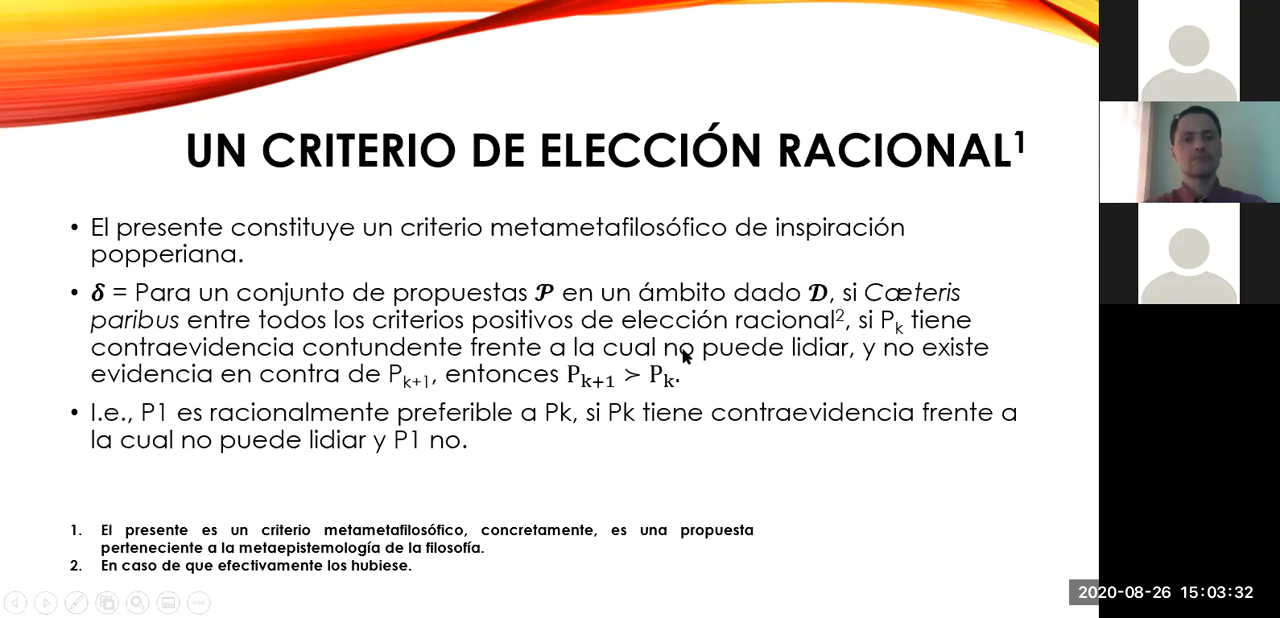 UN CRITERIO DE ELECCIÓN RACIONAL¹
• El presente constituye un criterio metametafilosófico de inspiración
popperiana.
• 𝜹 = Para un conjunto de propuestas 𝓟 en un ámbito dado 𝓓, si Cæteris
paribus entre todos los criterios positivos de elección racional², si Pₖ tiene
contraevidencia contundente frente a la cual no puede lidiar, y no existe
evidencia en contra de Pₖ₊₁, entonces Pₖ₊₁ ≻ Pₖ.
• I.e., P1 es racionalmente preferible a Pk, si Pk tiene contraevidencia frente a
la cual no puede lidiar y P1 no.
1. El presente es un criterio metametafilosófico, concretamente, es una propuesta
perteneciente a la metaepistemología de la filosofía.
2. En caso de que efectivamente los hubiese.
2020-08-26 15:03:32